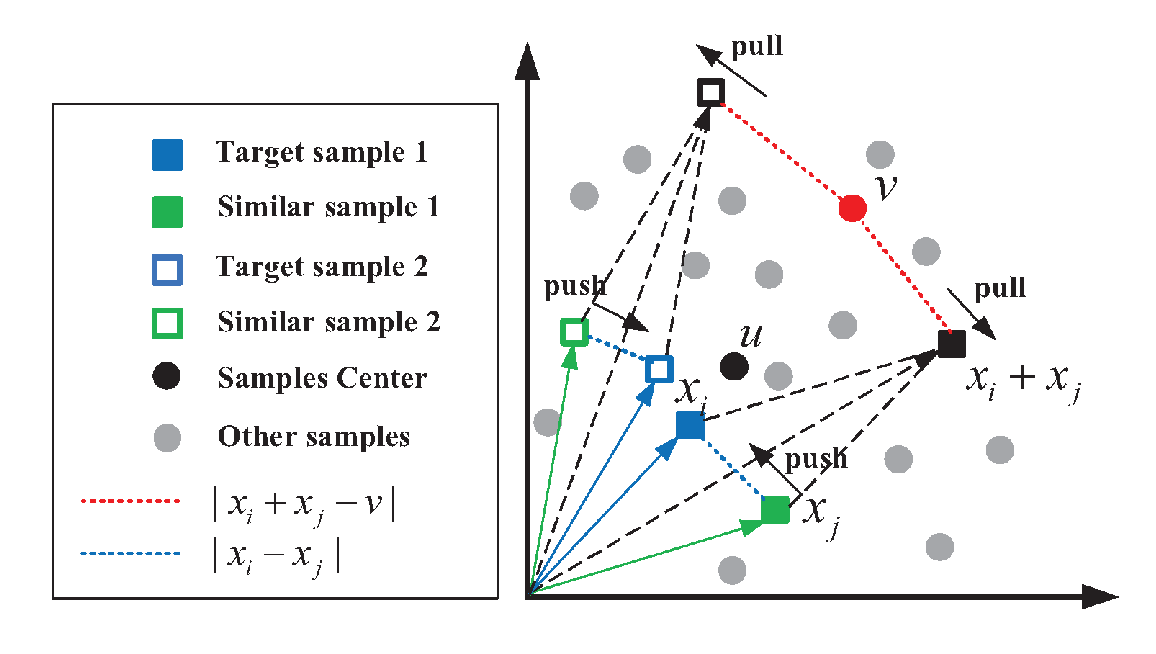 Target sample 1
Similar sample 1
Target sample 2
Similar sample 2
Samples Center
Other samples
| x_i + x_j − v |
| x_i − x_j |
pull
v
push
pull
u
x_i
x_i + x_j
push
x_j